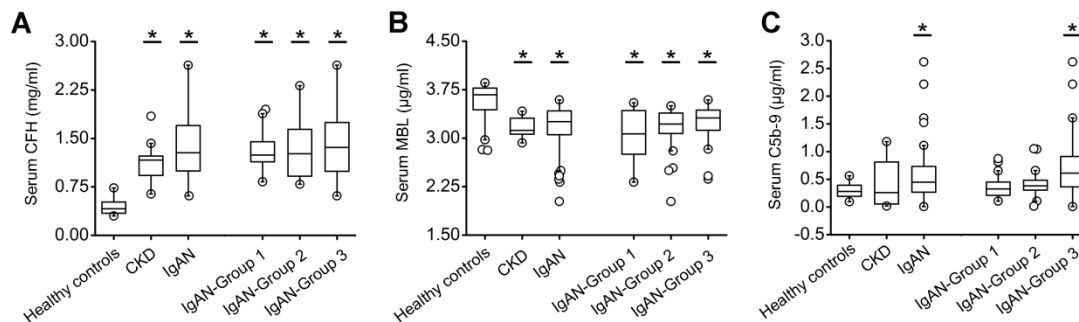 A
Serum CFH (mg/ml)
3.00
2.25
1.50
0.75
0.00
* * * * *
Healthy controls
CKD
IgAN
IgAN-Group 1
IgAN-Group 2
IgAN-Group 3
B
Serum MBL (µg/ml)
4.50
3.75
3.00
2.25
1.50
* * * * *
Healthy controls
CKD
IgAN
IgAN-Group 1
IgAN-Group 2
IgAN-Group 3
C
Serum C5b-9 (µg/ml)
3.0
2.5
2.0
1.5
1.0
0.5
0.0
-0.5
* *
Healthy controls
CKD
IgAN
IgAN-Group 1
IgAN-Group 2
IgAN-Group 3